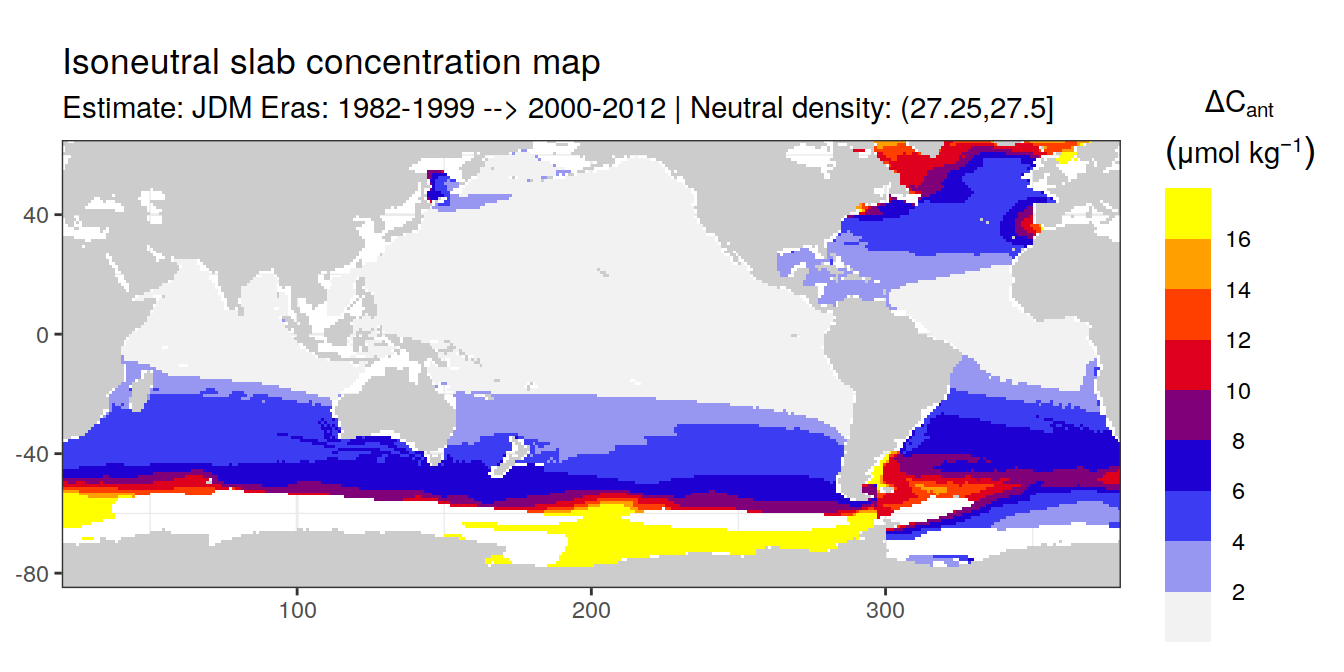 Isoneutral slab concentration map
Estimate: JDM Eras: 1982-1999 --> 2000-2012 | Neutral density: (27.25,27.5]
ΔCant
(μmol kg⁻¹)
16
14
12
10
8
6
4
2
40
0
-40
-80
100 200 300